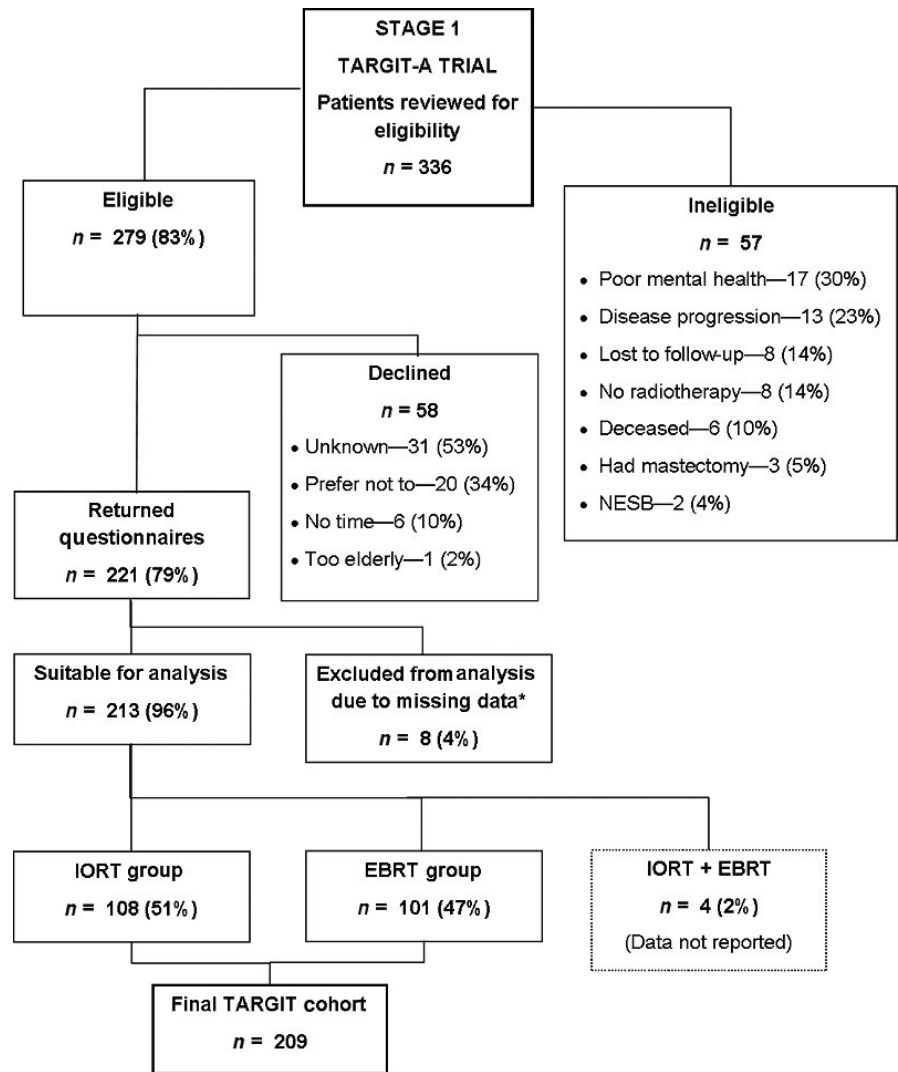 STAGE 1
TARGIT-A TRIAL
Patients reviewed for
eligibility
n = 336
Eligible
n = 279 (83%)
Ineligible
n = 57
• Poor mental health—17 (30%)
• Disease progression—13 (23%)
• Lost to follow-up—8 (14%)
• No radiotherapy—8 (14%)
• Deceased—6 (10%)
• Had mastectomy—3 (5%)
• NESB—2 (4%)
Declined
n = 58
• Unknown—31 (53%)
• Prefer not to—20 (34%)
• No time—6 (10%)
• Too elderly—1 (2%)
Returned
questionnaires
n = 221 (79%)
Suitable for analysis
n = 213 (96%)
Excluded from analysis
due to missing data*
n = 8 (4%)
IORT group
n = 108 (51%)
EBRT group
n = 101 (47%)
IORT + EBRT
n = 4 (2%)
(Data not reported)
Final TARGIT cohort
n = 209